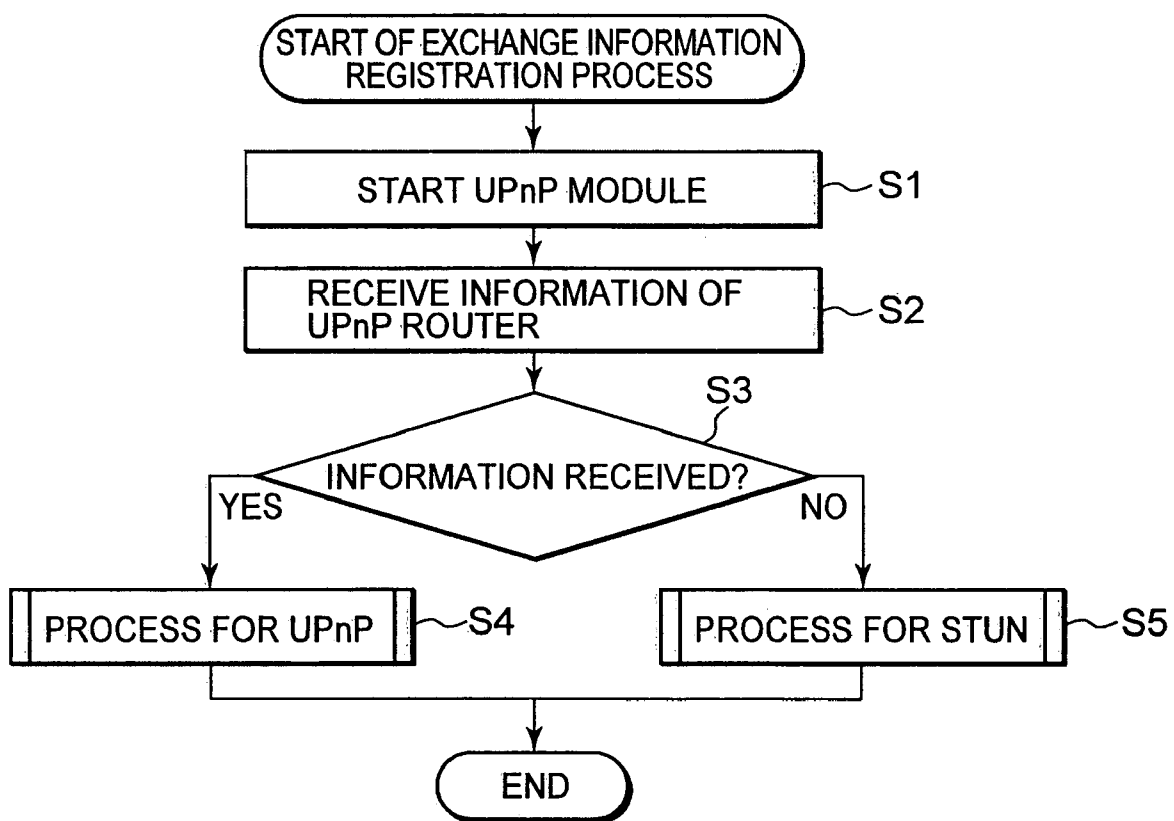 START OF EXCHANGE INFORMATION
REGISTRATION PROCESS
START UPnP MODULE
S1
RECEIVE INFORMATION OF
UPnP ROUTER
S2
S3
INFORMATION RECEIVED?
YES
NO
PROCESS FOR UPnP
S4
PROCESS FOR STUN
S5
END